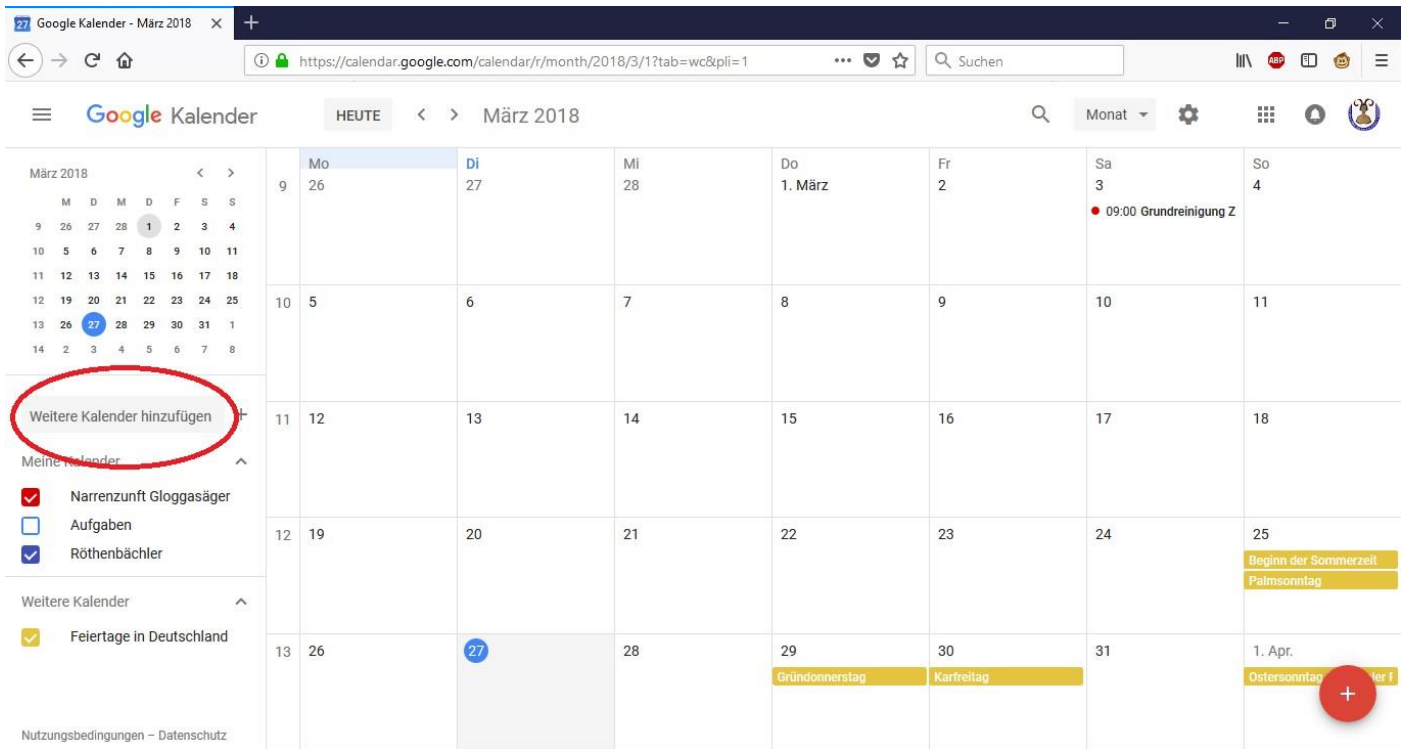 27 Google Kalender - März 2018
https://calendar.google.com/calendar/r/month/2018/3/1?tab=wc&pli=1
Suchen
ABP
Google Kalender
HEUTE
März 2018
Monat
März 2018
M D M D F S S
9 26 27 28 1 2 3 4
10 5 6 7 8 9 10 11
11 12 13 14 15 16 17 18
12 19 20 21 22 23 24 25
13 26 27 28 29 30 31 1
14 2 3 4 5 6 7 8
Weitere Kalender hinzufügen
Meine Kalender
Narrenzunft Gloggasäger
Aufgaben
Röthenbächler
Weitere Kalender
Feiertage in Deutschland
Nutzungsbedingungen – Datenschutz
Mo Di Mi Do Fr Sa So
9 26 27 28 1. März 2 3 4
09:00 Grundreinigung Z
10 5 6 7 8 9 10 11
11 12 13 14 15 16 17 18
12 19 20 21 22 23 24 25
Beginn der Sommerzeit
Palmsonntag
13 26 27 28 29 30 31 1. Apr.
Gründonnerstag Karfreitag Ostersonntag